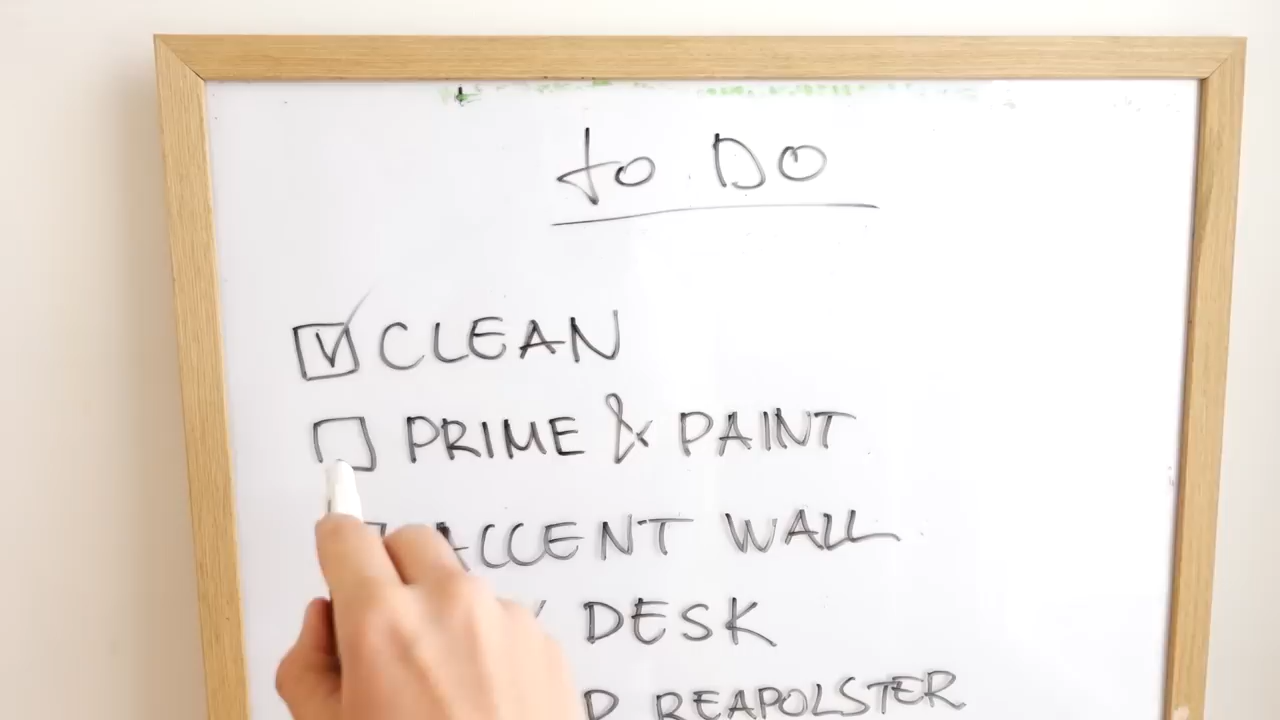 to DO
CLEAN
PRIME & PAINT
ACCENT WALL
DESK
REAPOLSTER